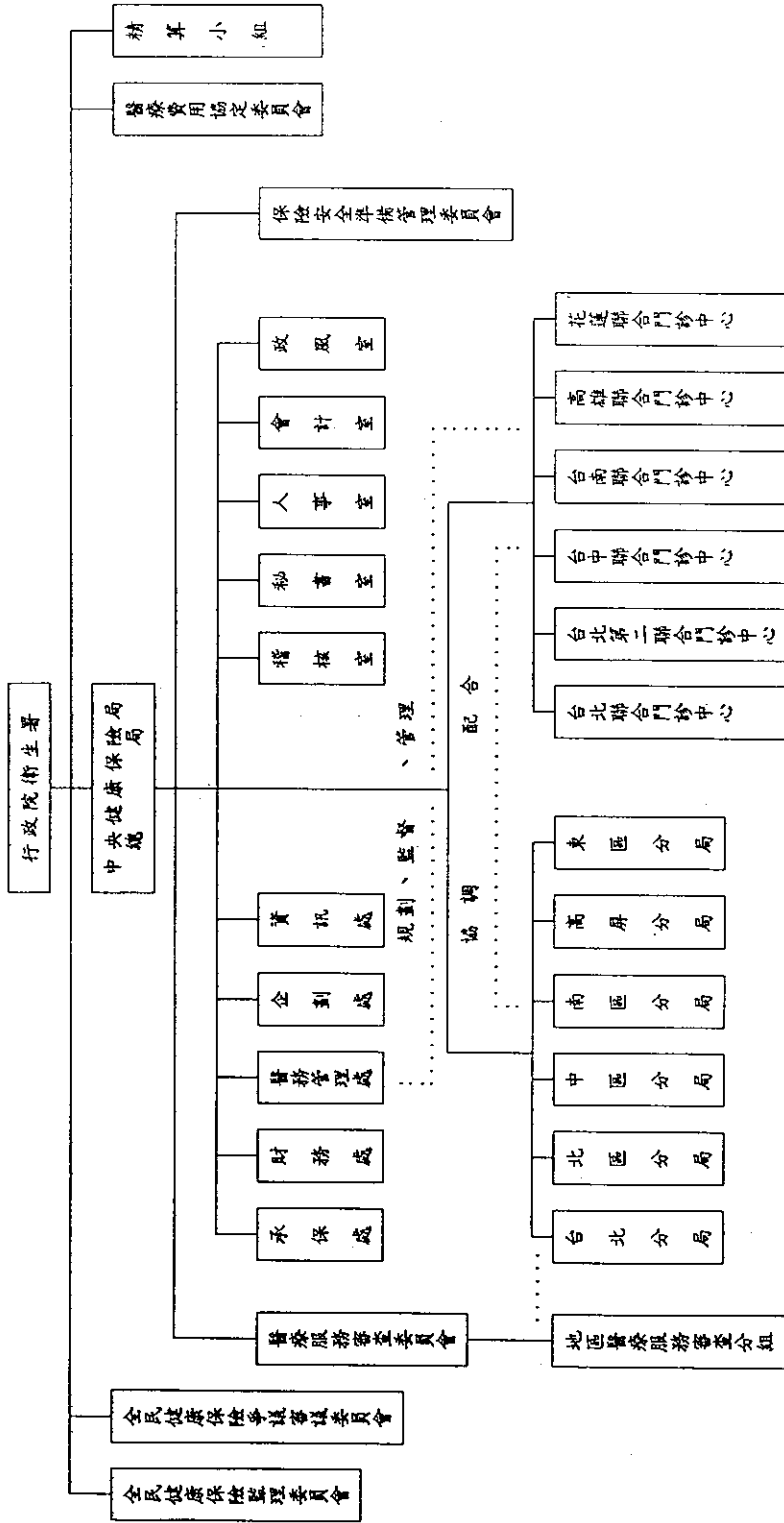 行政院衛生署
全民健康保險監理委員會
全民健康保險爭議審議委員會
中央健康保險局
總局
醫療費用協定委員會
精算小組
醫療服務審查委員會
保險安全準備管理委員會
承保處
財務處
醫務管理處
企劃處
資訊處
稽核室
秘書室
人事室
會計室
政風室
規劃、監督、管理
協調配合
地區醫療服務審查分組
台北分局
北區分局
中區分局
南區分局
高屏分局
東區分局
台北聯合門診中心
台北第二聯合門診中心
台中聯合門診中心
台南聯合門診中心
高雄聯合門診中心
花蓮聯合門診中心